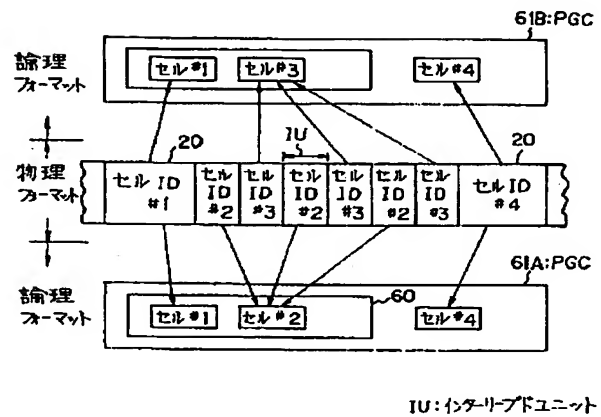 61B:PGC
論理
フォーマット
セル#1
セル#3
セル#4
20
IU
20
物理
フォーマット
セル ID #1
セル ID #2
セル ID #3
セル ID #2
セル ID #3
セル ID #2
セル ID #3
セル ID #4
61A:PGC
論理
フォーマット
60
セル#1
セル#2
セル#4
IU:インターリーブドユニット